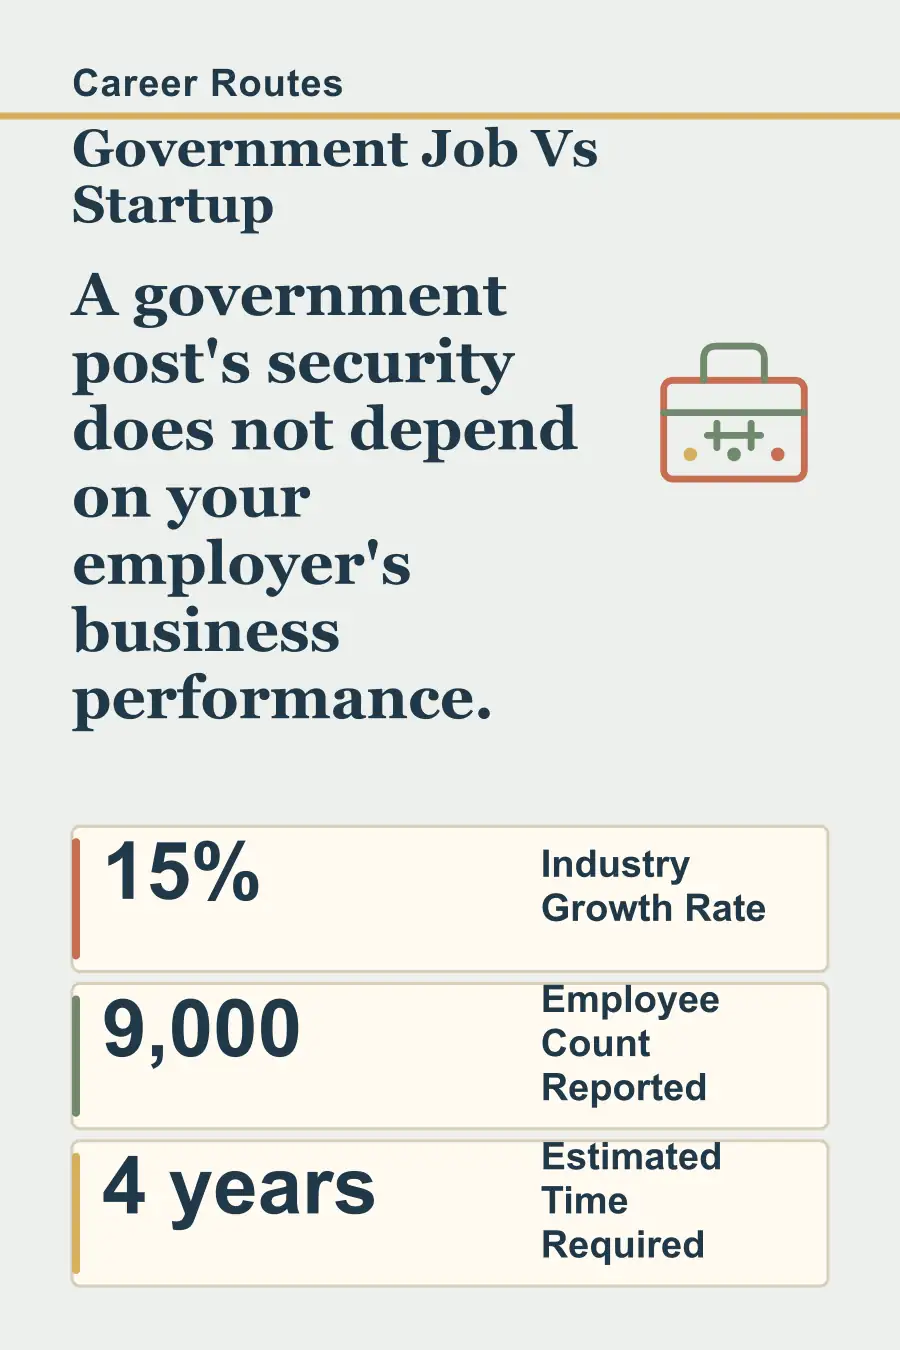 Career Routes
Government Job Vs
Startup
A government
post's security
does not depend
on your
employer's
business
performance.
15%
Industry
Growth Rate
9,000
Employee
Count
Reported
4 years
Estimated
Time
Required